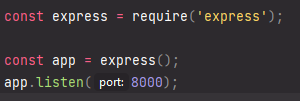 const express = require('express');
const app = express();
app.listen( port: 8000);